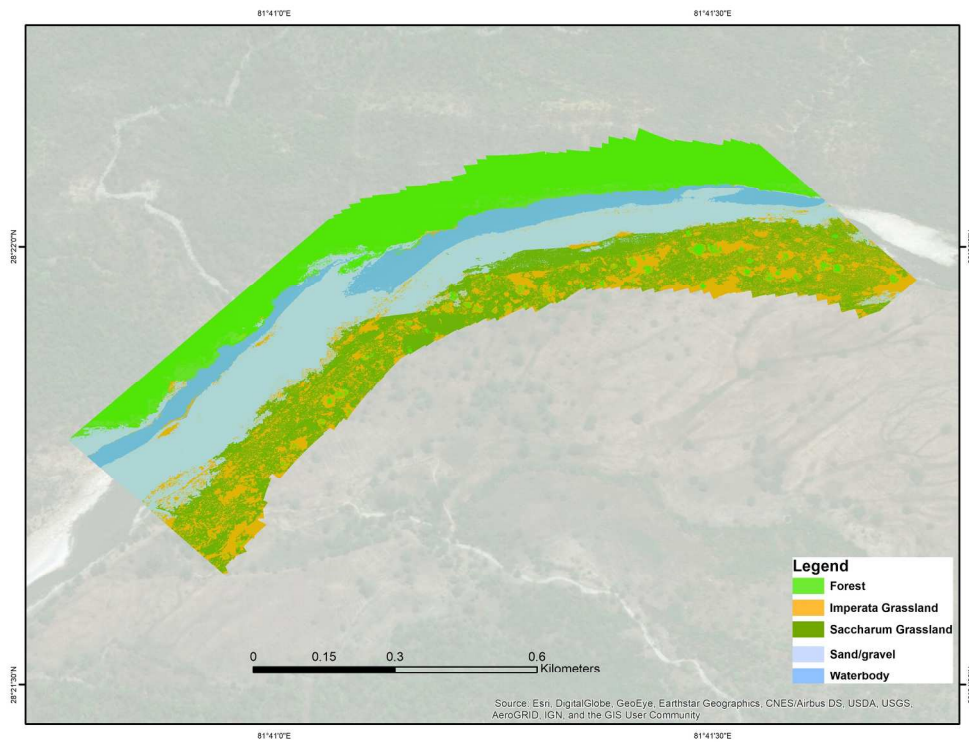 81°41'0"E
81°41'30"E
28°22'0"N
Legend
Forest
Imperata Grassland
Saccharum Grassland
Sand/gravel
Waterbody
0 0.15 0.3 0.6
Kilometers
28°21'30"N
Source: Esri, DigitalGlobe, GeoEye, Earthstar Geographics, CNES/Airbus DS, USDA, USGS,
AeroGRID, IGN, and the GIS User Community
81°41'0"E
81°41'30"E